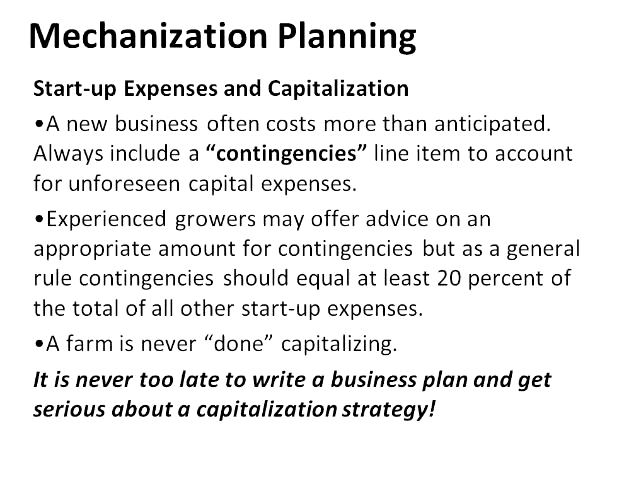 Mechanization Planning
Start-up Expenses and Capitalization
•A new business often costs more than anticipated.
Always include a “contingencies” line item to account
for unforeseen capital expenses.
•Experienced growers may offer advice on an
appropriate amount for contingencies but as a general
rule contingencies should equal at least 20 percent of
the total of all other start-up expenses.
•A farm is never “done” capitalizing.
It is never too late to write a business plan and get
serious about a capitalization strategy!